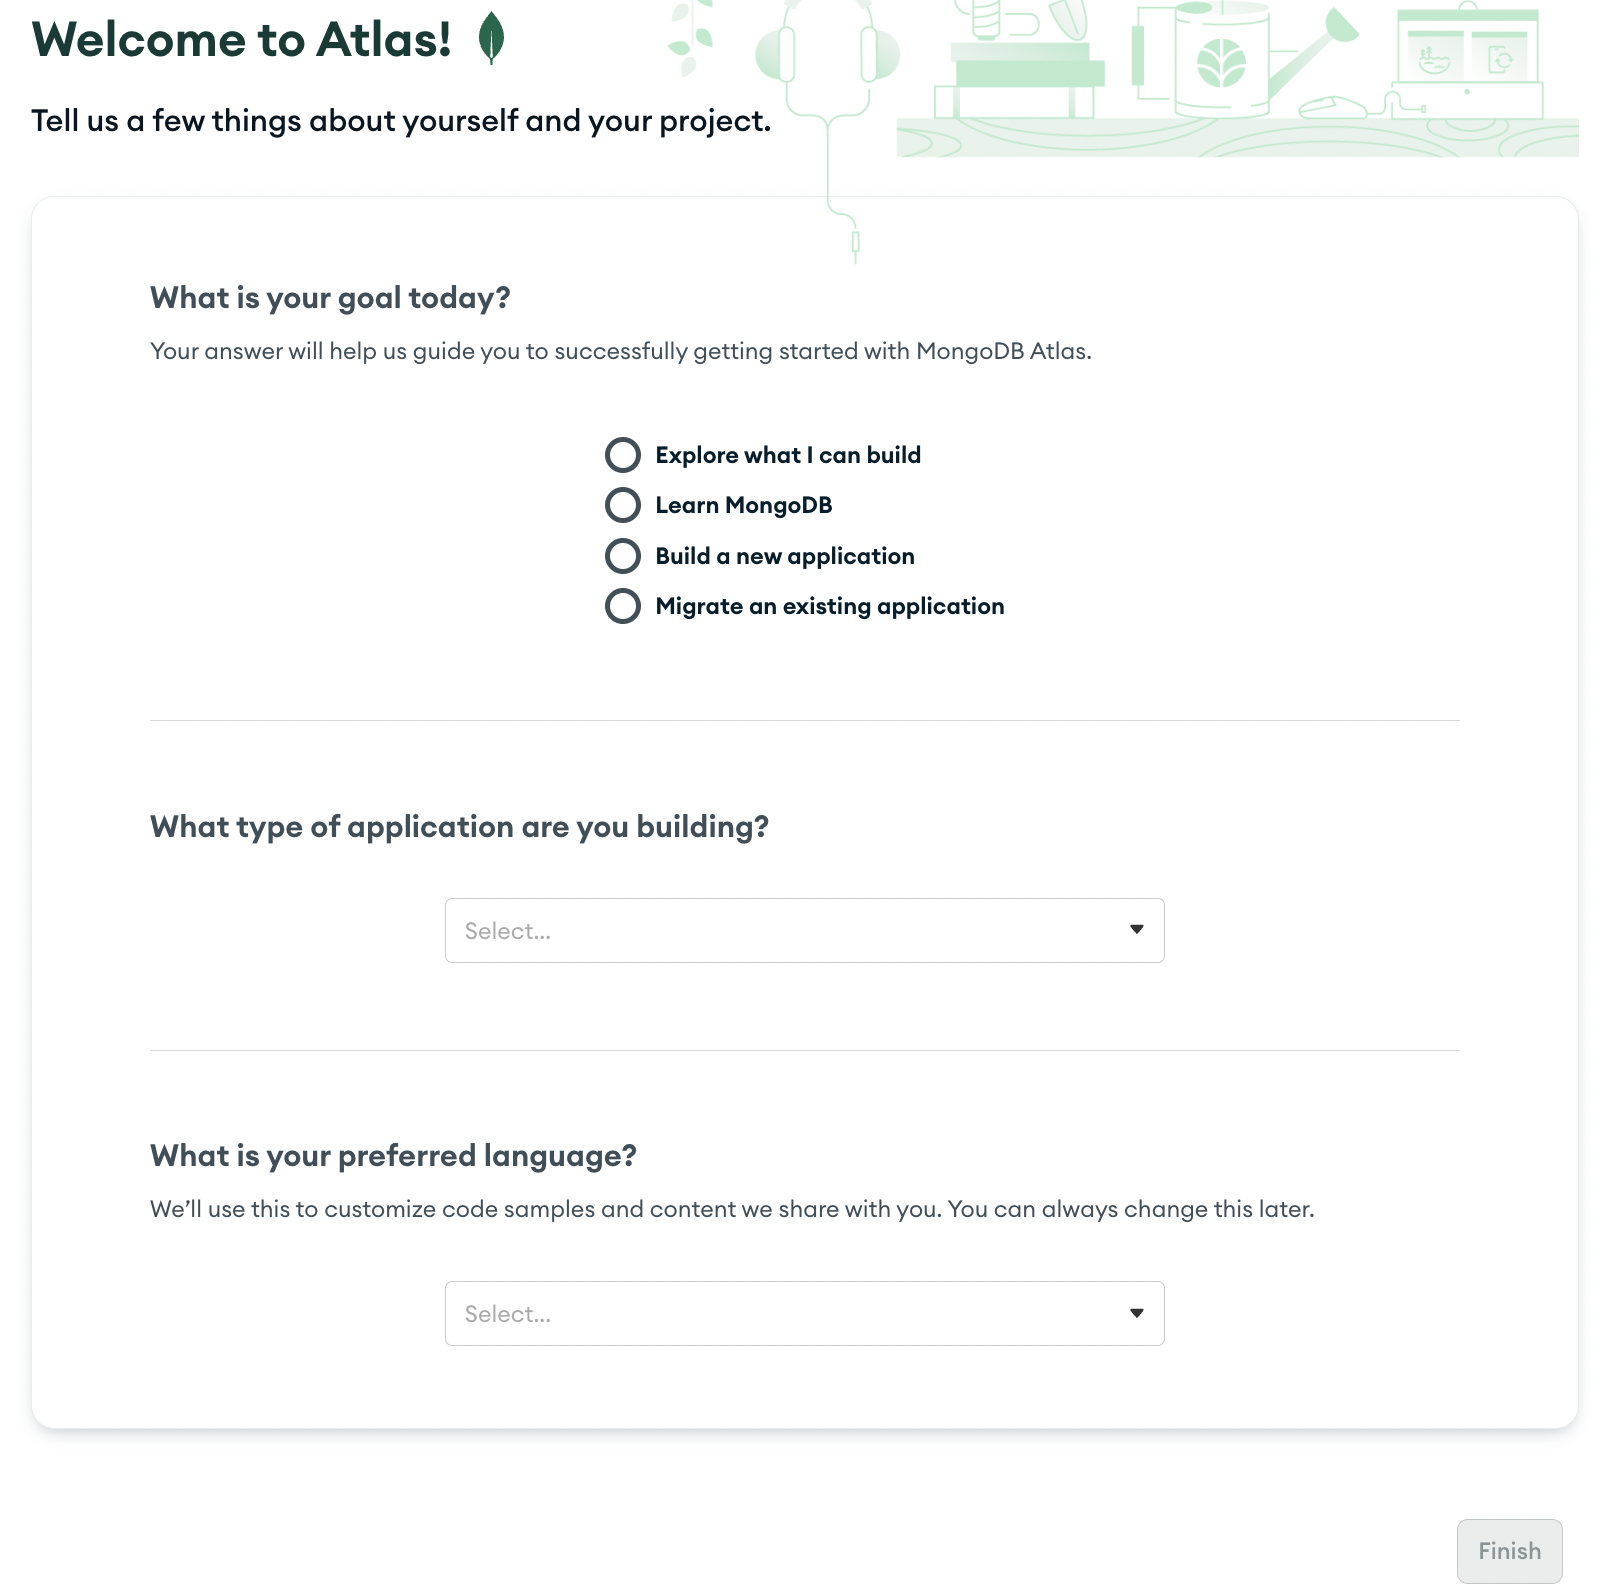 Welcome to Atlas!
Tell us a few things about yourself and your project.
What is your goal today?
Your answer will help us guide you to successfully getting started with MongoDB Atlas.
Explore what I can build
Learn MongoDB
Build a new application
Migrate an existing application
What type of application are you building?
Select...
What is your preferred language?
We’ll use this to customize code samples and content we share with you. You can always change this later.
Select...
Finish